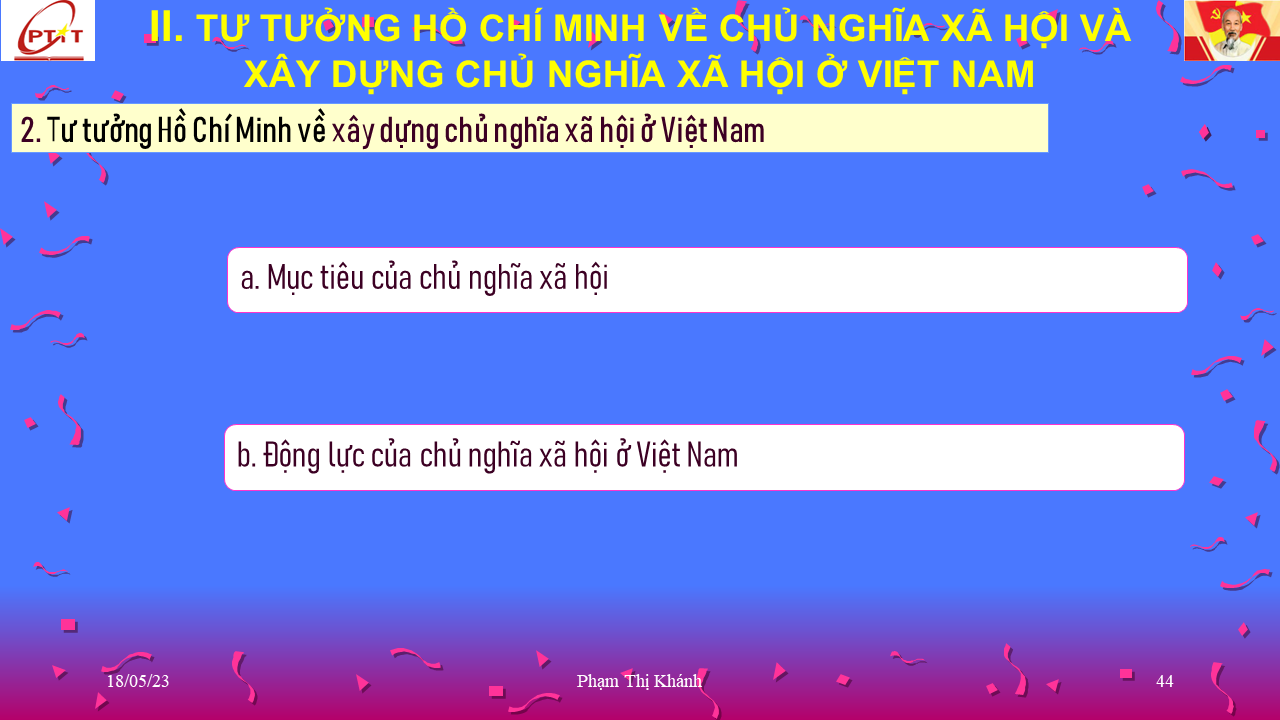 PTiT
II. TƯ TƯỞNG HỒ CHÍ MINH VỀ CHỦ NGHĨA XÃ HỘI VÀ
XÂY DỰNG CHỦ NGHĨA XÃ HỘI Ở VIỆT NAM
2. Tư tưởng Hồ Chí Minh về xây dựng chủ nghĩa xã hội ở Việt Nam
a. Mục tiêu của chủ nghĩa xã hội
b. Động lực của chủ nghĩa xã hội ở Việt Nam
18/05/23
Phạm Thị Khánh
44